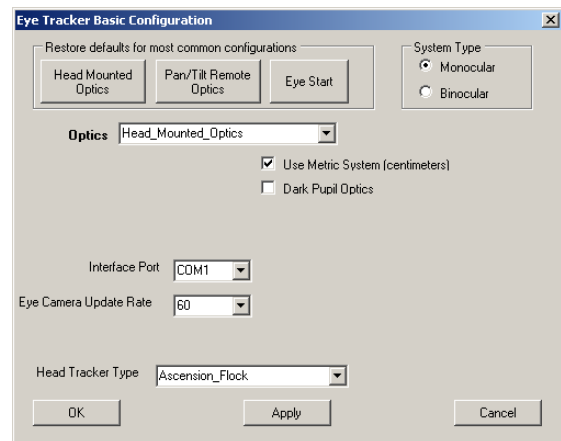 Eye Tracker Basic Configuration
Restore defaults for most common configurations
Head Mounted
Optics
Pan/Tilt Remote
Optics
Eye Start
System Type
Monocular
Binocular
Optics
Head_Mounted_Optics
Use Metric System (centimeters)
Dark Pupil Optics
Interface Port
COM1
Eye Camera Update Rate
60
Head Tracker Type
Ascension_Flock
OK
Apply
Cancel